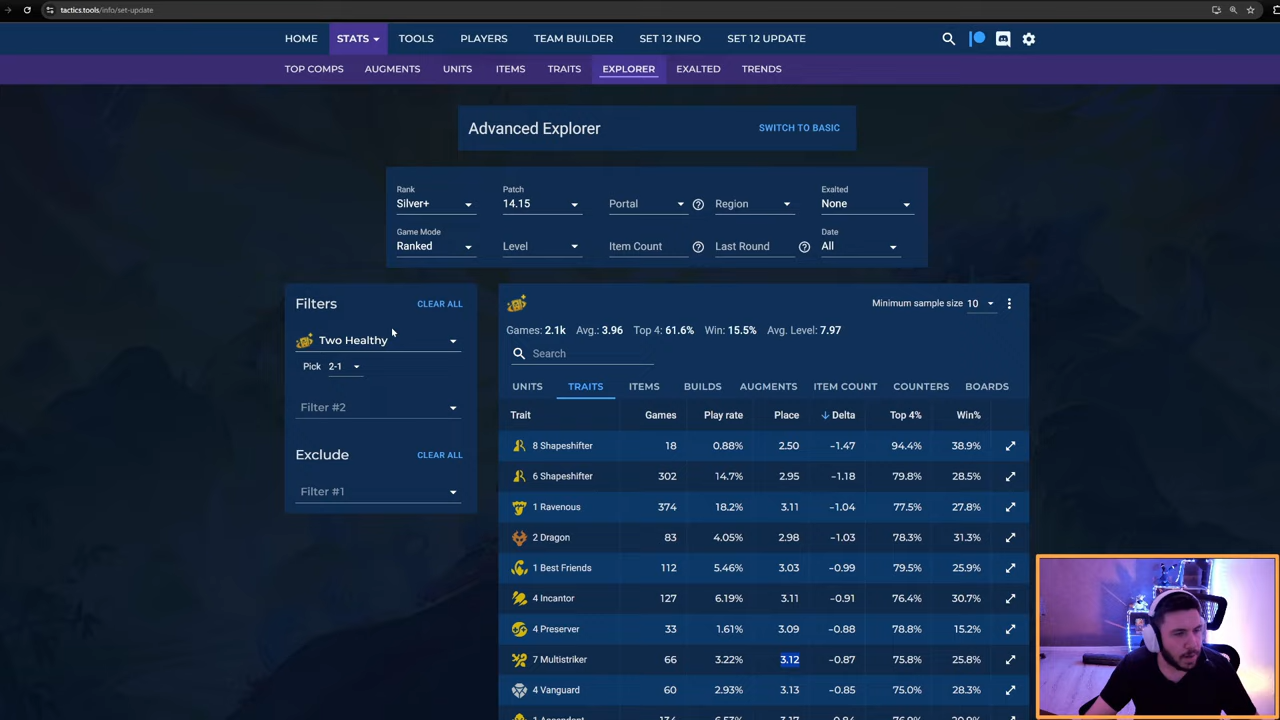 tactics.tools/info/set-update
HOME STATS TOOLS PLAYERS TEAM BUILDER SET 12 INFO SET 12 UPDATE
TOP COMPS AUGMENTS UNITS ITEMS TRAITS EXPLORER EXALTED TRENDS
Advanced Explorer SWITCH TO BASIC
Rank Patch Exalted
Silver+ 14.15 Portal Region None
Game Mode Date
Ranked Level Item Count Last Round All
Filters CLEAR ALL
Two Healthy
Pick 2-1
Filter #2
Exclude CLEAR ALL
Filter #1
Minimum sample size 10
Games: 2.1k Avg.: 3.96 Top 4: 61.6% Win: 15.5% Avg. Level: 7.97
Search
UNITS TRAITS ITEMS BUILDS AUGMENTS ITEM COUNT COUNTERS BOARDS
Trait Games Play rate Place Delta Top 4% Win%
8 Shapeshifter 18 0.88% 2.50 -1.47 94.4% 38.9%
6 Shapeshifter 302 14.7% 2.95 -1.18 79.8% 28.5%
1 Ravenous 374 18.2% 3.11 -1.04 77.5% 27.8%
2 Dragon 83 4.05% 2.98 -1.03 78.3% 31.3%
1 Best Friends 112 5.46% 3.03 -0.99 79.5% 25.9%
4 Incantor 127 6.19% 3.11 -0.91 76.4% 30.7%
4 Preserver 33 1.61% 3.09 -0.88 78.8% 15.2%
7 Multistriker 66 3.22% 3.12 -0.87 75.8% 25.8%
4 Vanguard 60 2.93% 3.13 -0.85 75.0% 28.3%
1 Ascendant 3.17